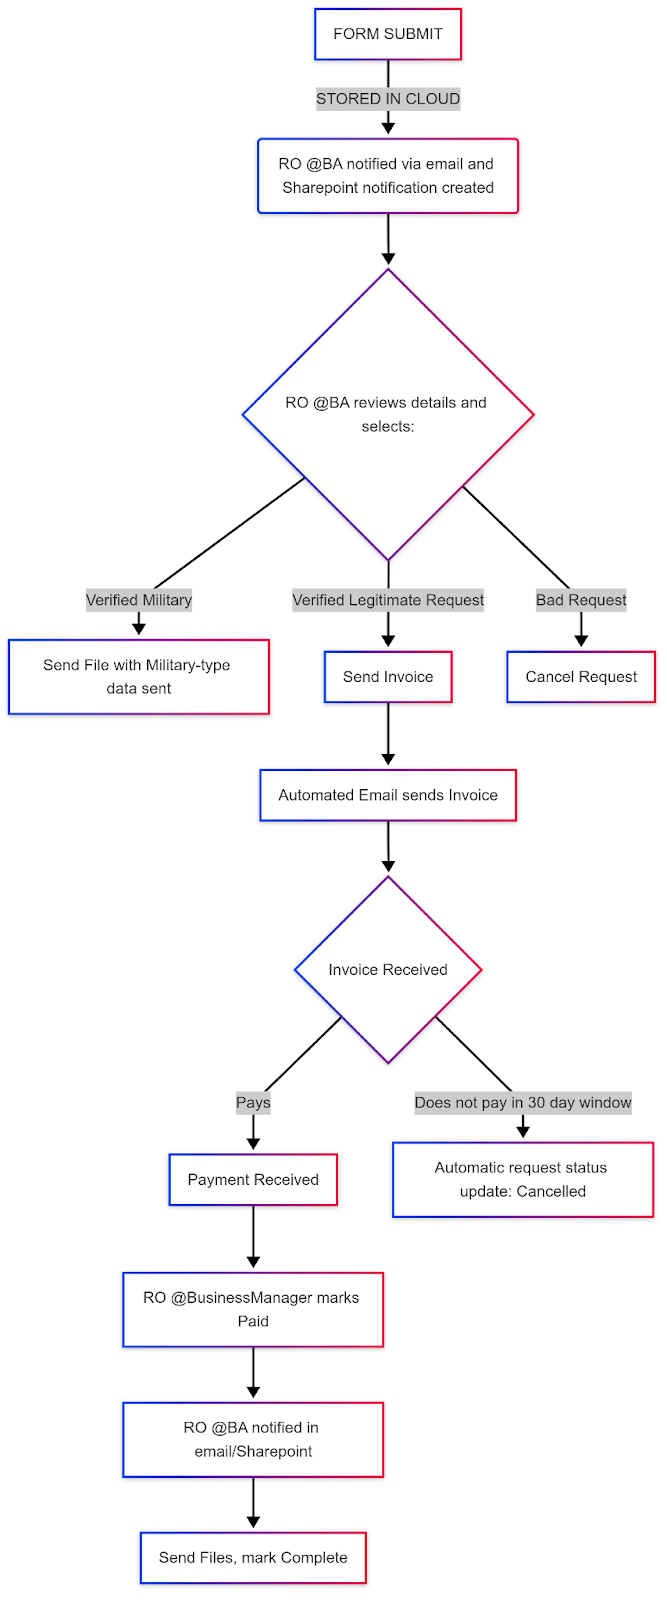 FORM SUBMIT
STORED IN CLOUD
RO @BA notified via email and
Sharepoint notification created
RO @BA reviews details and
selects:
Verified Military
Verified Legitimate Request
Bad Request
Send File with Military-type
data sent
Send Invoice
Cancel Request
Automated Email sends Invoice
Invoice Received
Pays
Does not pay in 30 day window
Payment Received
Automatic request status
update: Cancelled
RO @BusinessManager marks
Paid
RO @BA notified in
email/Sharepoint
Send Files, mark Complete